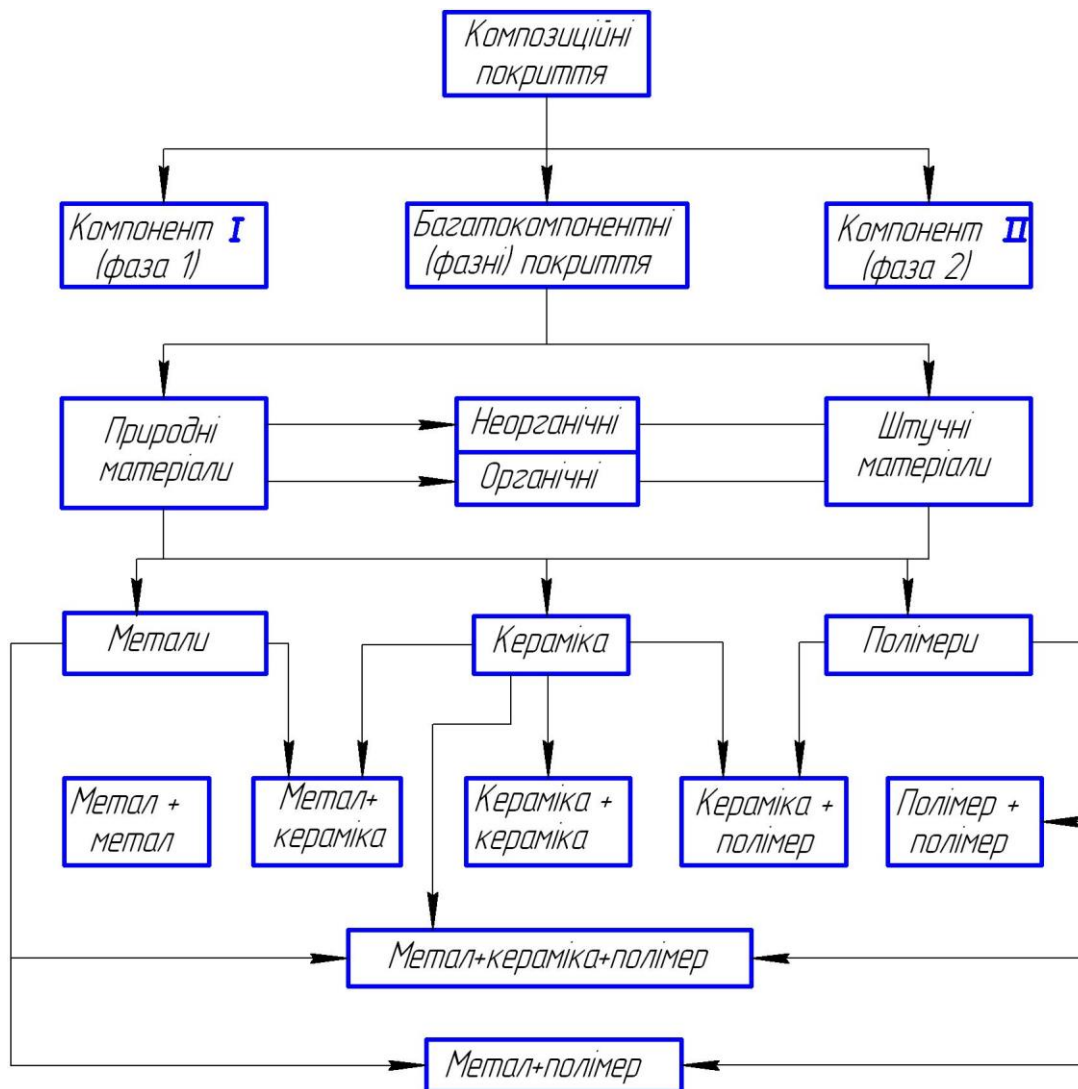 Композиційні
покриття
Компонент I
(фаза 1)
Багатокомпонентні
(фазні) покриття
Компонент II
(фаза 2)
Природні
матеріали
Неорганічні
Органічні
Штучні
матеріали
Метали
Кераміка
Полімери
Метал +
метал
Метал+
кераміка
Кераміка +
кераміка
Кераміка +
полімер
Полімер +
полімер
Метал+кераміка+полімер
Метал+полімер